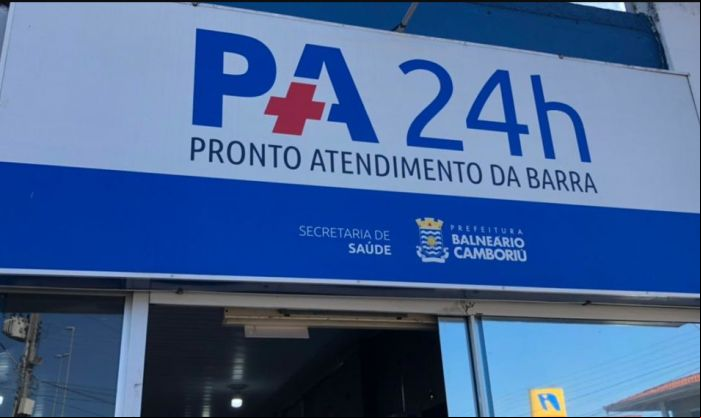 PA 24h
PRONTO ATENDIMENTO DA BARRA
SECRETARIA DE
SAÚDE
PREFEITURA
BALNEÁRIO
CAMBORIÚ
i